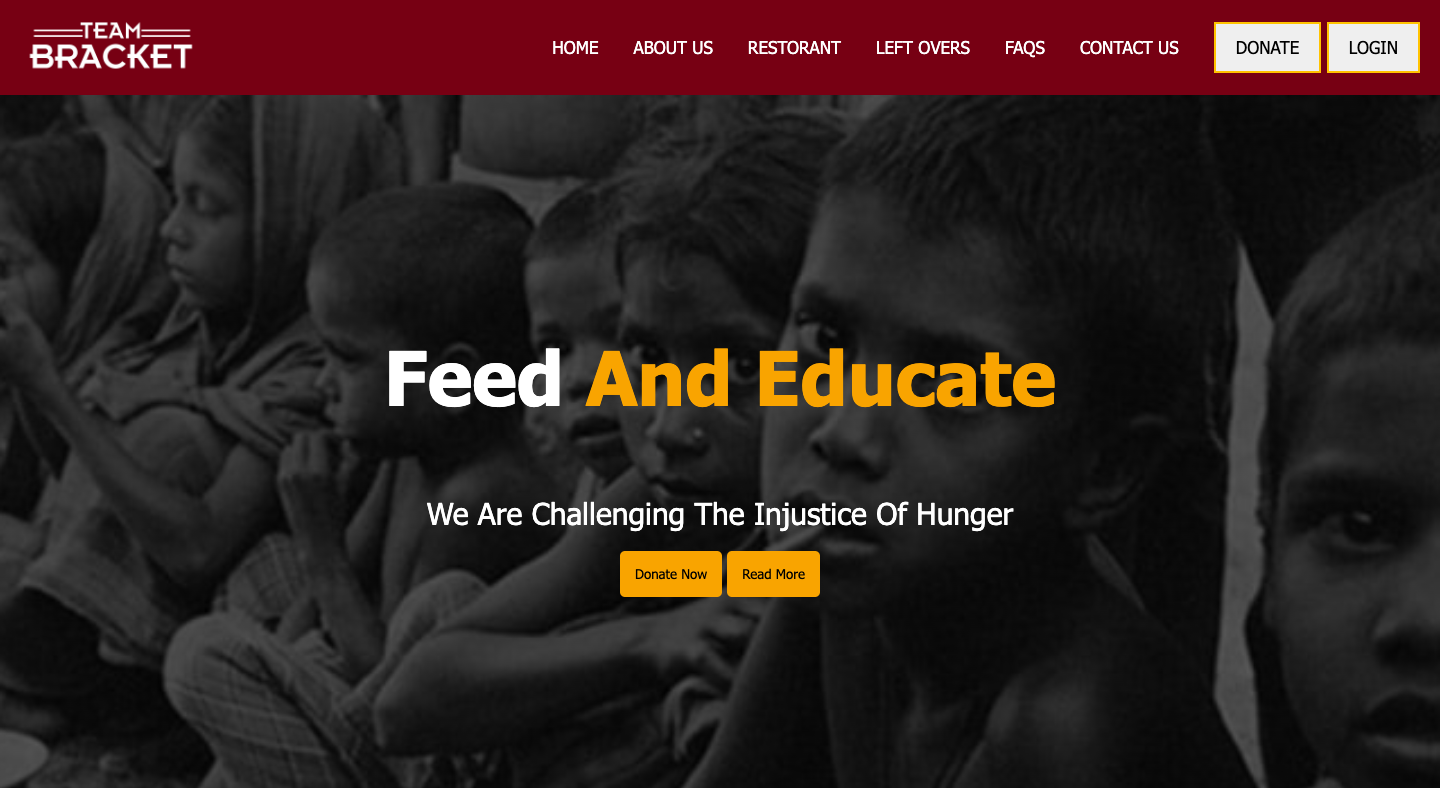 TEAM
BRACKET
HOME ABOUT US RESTORANT LEFT OVERS FAQS CONTACT US DONATE LOGIN
Feed And Educate
We Are Challenging The Injustice Of Hunger
Donate Now Read More